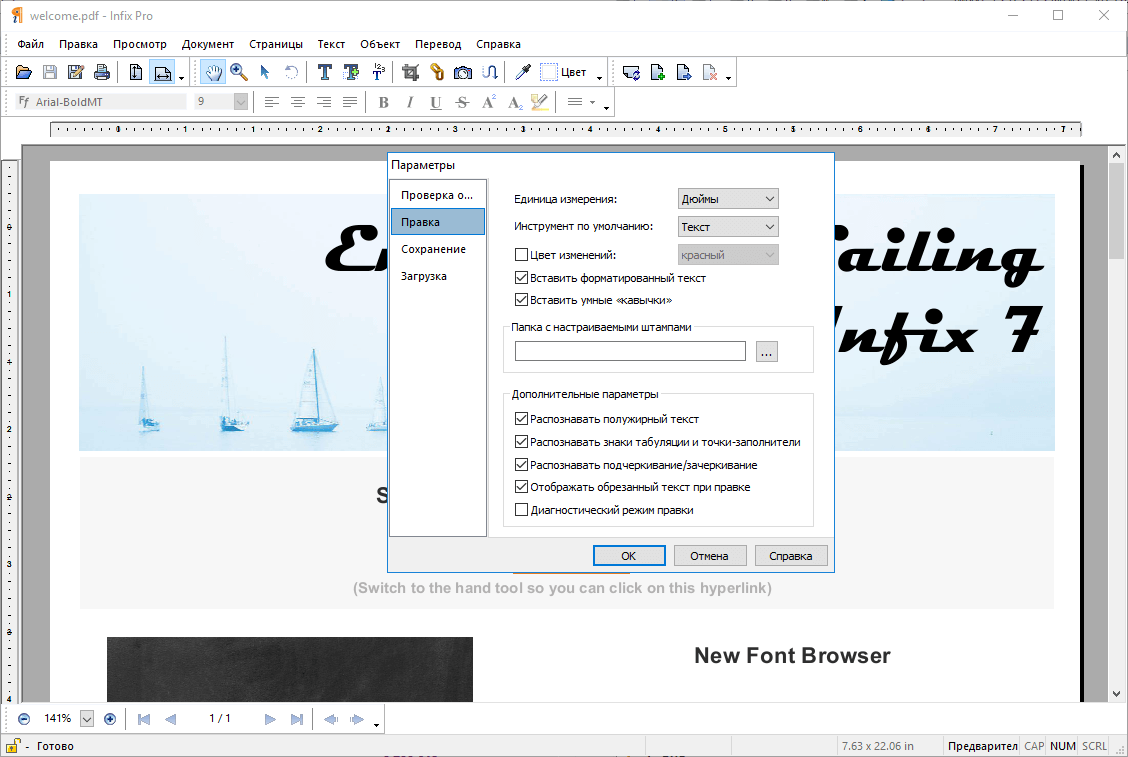 welcome.pdf - Infix Pro
Файл Правка Просмотр Документ Страницы Текст Объект Перевод Справка
Цвет
Arial-BoldMT 9
Параметры
Проверка о...
Правка
Сохранение
Загрузка
Единица измерения: Дюймы
Инструмент по умолчанию: Текст
Цвет изменений: красный
Вставить форматированный текст
Вставить умные «кавычки»
Папка с настраиваемыми штампами
...
Дополнительные параметры
Распознавать полужирный текст
Распознавать знаки табуляции и точки-заполнители
Распознавать подчеркивание/зачеркивание
Отображать обрезанный текст при правке
Диагностический режим правки
OK Отмена Справка
ailing
Infix 7
(Switch to the hand tool so you can click on this hyperlink)
New Font Browser
141% 1 / 1
- Готово 7.63 x 22.06 in Предварител CAP NUM SCRL